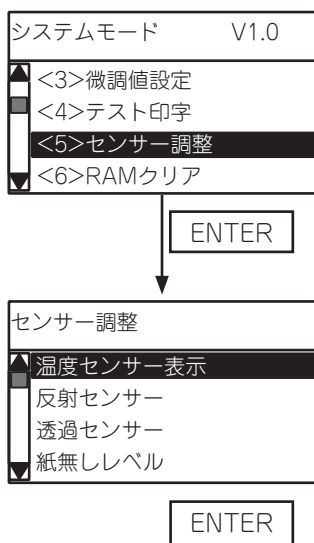 システムモード V1.0
<3>微調値設定
<4>テスト印字
<5>センサー調整
<6>RAMクリア
ENTER
センサー調整
温度センサー表示
反射センサー
透過センサー
紙無しレベル
ENTER